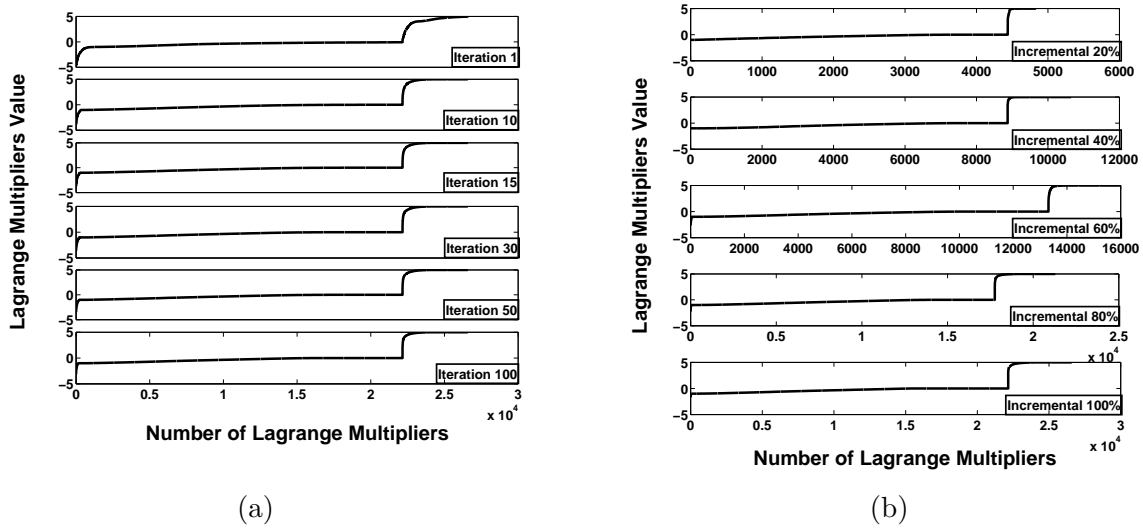 Lagrange Multipliers Value
5
0
−5
Iteration 1
5
0
−5
Iteration 10
5
0
−5
Iteration 15
5
0
−5
Iteration 30
5
0
−5
Iteration 50
5
0
−5
Iteration 100
0 0.5 1 1.5 2 2.5 3
x 10^4
Number of Lagrange Multipliers
(a)
Lagrange Multipliers Value
5
0
−5
Incremental 20%
0 1000 2000 3000 4000 5000 6000
5
0
−5
Incremental 40%
0 2000 4000 6000 8000 10000 12000
5
0
−5
Incremental 60%
0 2000 4000 6000 8000 10000 12000 14000 16000
5
0
−5
Incremental 80%
0 0.5 1 1.5 2 2.5
x 10^4
5
0
−5
Incremental 100%
0 0.5 1 1.5 2 2.5 3
x 10^4
Number of Lagrange Multipliers
(b)